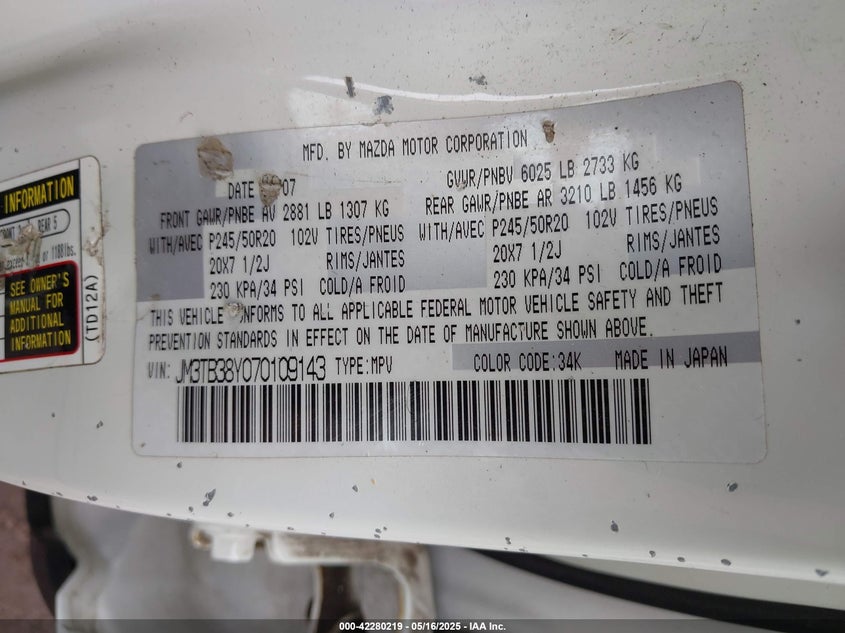 MFD. BY MAZDA MOTOR CORPORATION
DATE 07 GVWR/PNBV 6025 LB 2733 KG
FRONT GAWR/PNBE AV 2881 LB 1307 KG REAR GAWR/PNBE AR 3210 LB 1456 KG
WITH/AVEC P245/50R20 102V TIRES/PNEUS WITH/AVEC P245/50R20 102V TIRES/PNEUS
20X7 1/2J RIMS/JANTES 20X7 1/2J RIMS/JANTES
230 KPA/34 PSI COLD/A FROID 230 KPA/34 PSI COLD/A FROID
THIS VEHICLE TO ALL APPLICABLE FEDERAL MOTOR VEHICLE SAFETY AND THEFT
PREVENTION STANDARDS IN EFFECT ON THE DATE OF MANUFACTURE SHOWN ABOVE.
VIN: JM3TB38Y070109143 TYPE:MPV COLOR CODE:34K MADE IN JAPAN
INFORMATION
REAR 5
1188lbs.
SEE OWNER'S
MANUAL FOR
ADDITIONAL
INFORMATION
(TD12A)
000-42280219 - 05/16/2025 - IAA Inc.